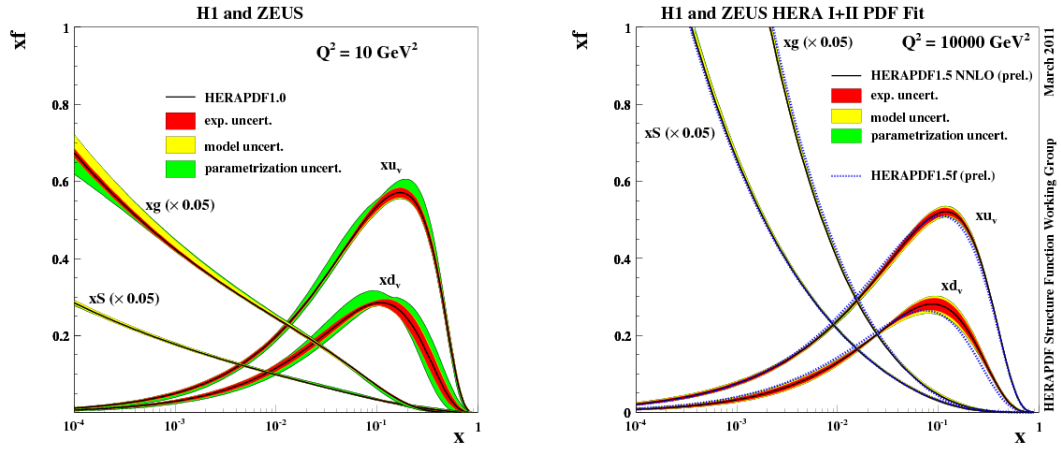 H1 and ZEUS
xf
1
0.8
0.6
0.4
0.2
0
Q² = 10 GeV²
HERAPDF1.0
exp. uncert.
model uncert.
parametrization uncert.
xuᵥ
xg (× 0.05)
xdᵥ
xS (× 0.05)
10⁻⁴
10⁻³
10⁻²
10⁻¹
1
x
H1 and ZEUS HERA I+II PDF Fit
xf
1
0.8
0.6
0.4
0.2
0
xg (× 0.05)
Q² = 10000 GeV²
HERAPDF1.5 NNLO (prel.)
exp. uncert.
model uncert.
parametrization uncert.
HERAPDF1.5f (prel.)
xS (× 0.05)
xuᵥ
xdᵥ
10⁻⁴
10⁻³
10⁻²
10⁻¹
1
x
HERAPDF Structure Function Working Group March 2011